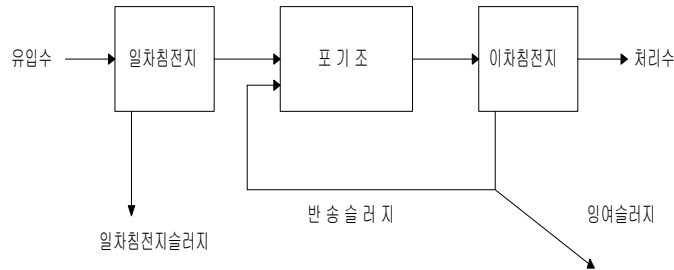 유입수
일차침전지
포 기 조
이차침전지
처리수
반 송 슬 러 지
잉여슬러지
일차침전지슬러지